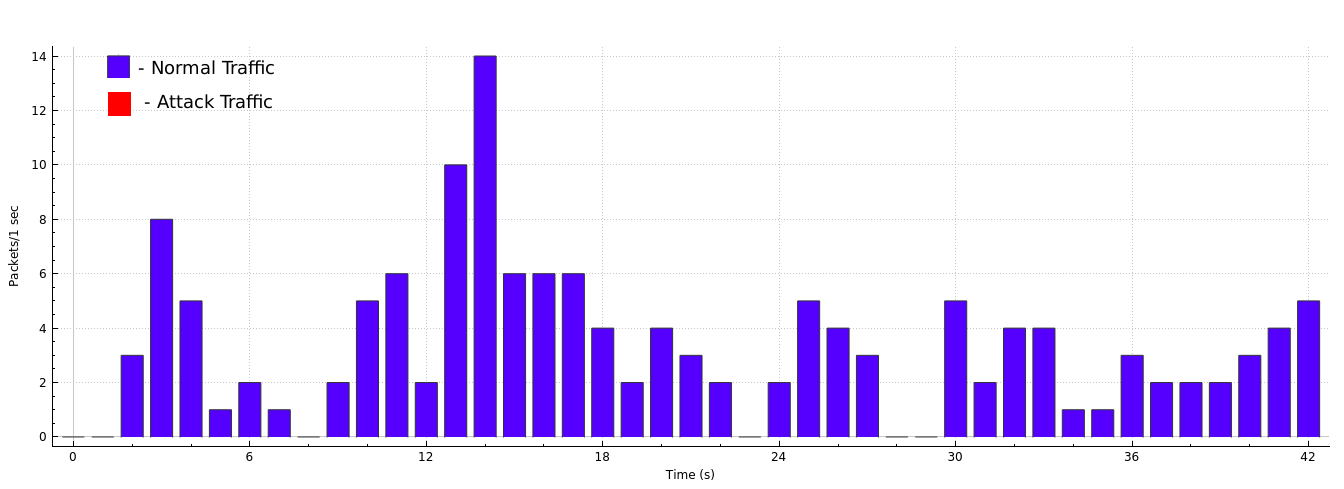 14
- Normal Traffic
- Attack Traffic
12
10
8
6
4
2
0
Packets/1 sec
0 6 12 18 24 30 36 42
Time (s)